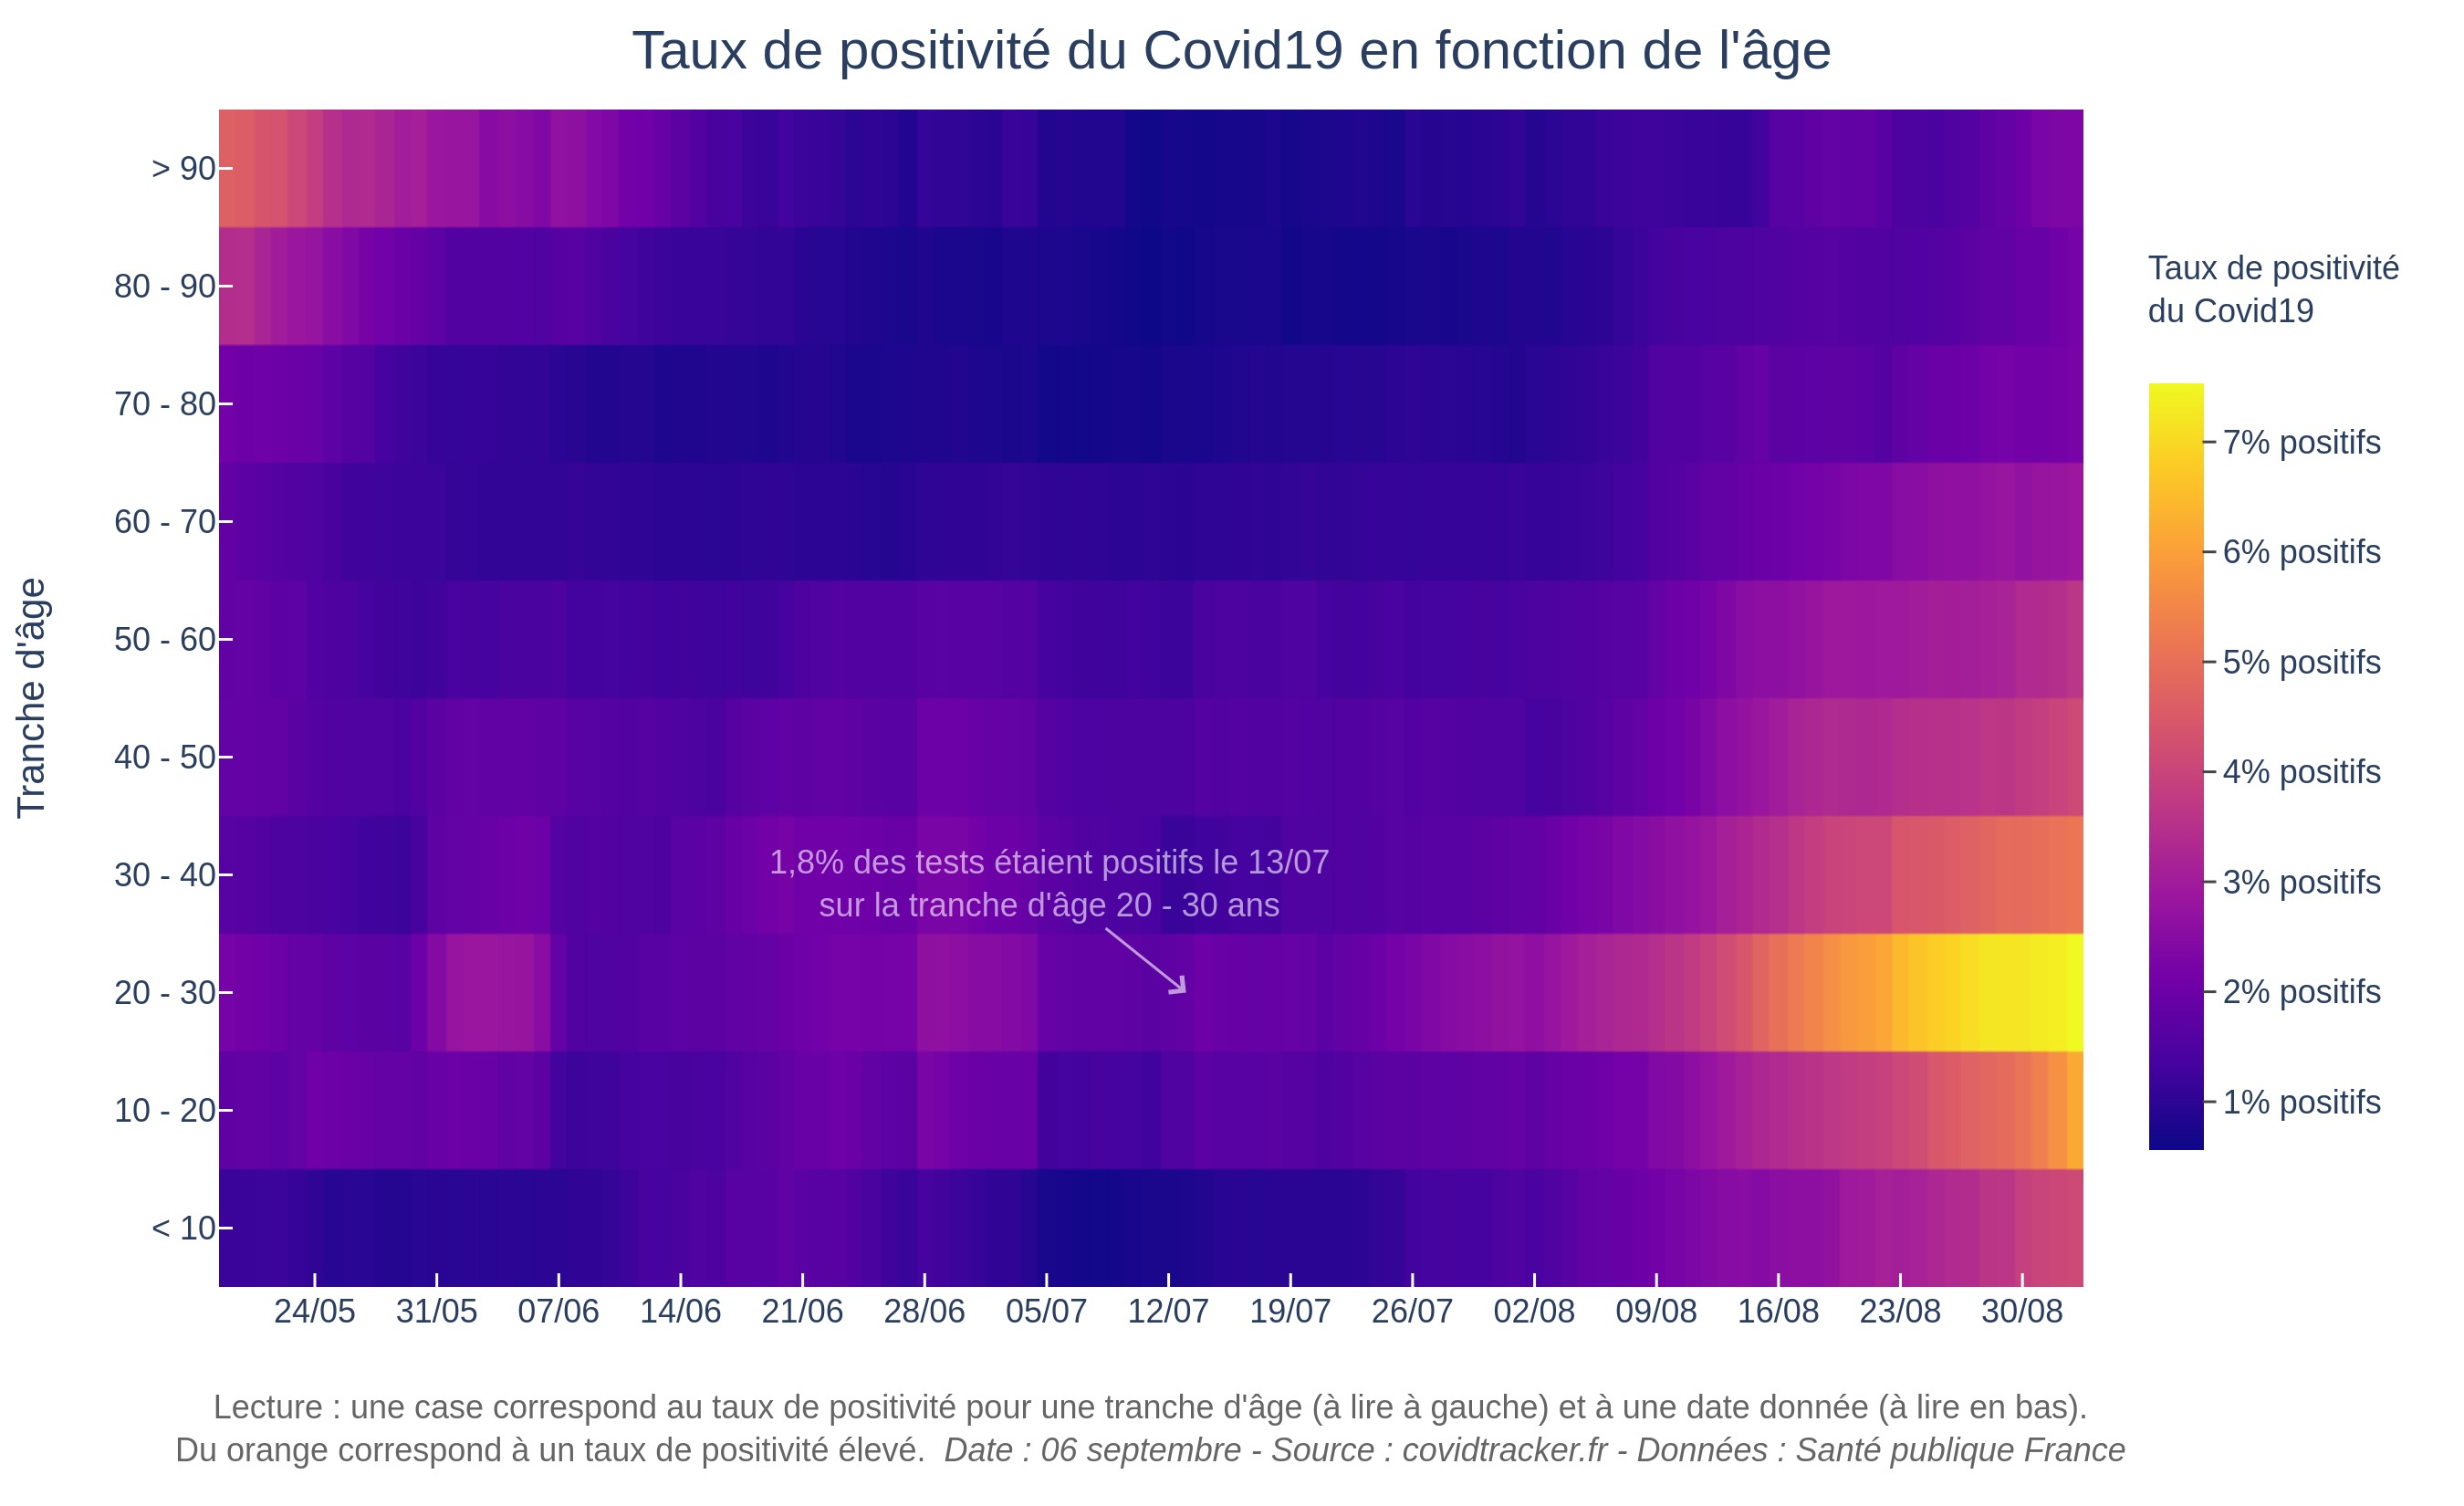 Taux de positivité du Covid19 en fonction de l'âge
Tranche d'âge
> 90
80 - 90
70 - 80
60 - 70
50 - 60
40 - 50
30 - 40
20 - 30
10 - 20
< 10
1,8% des tests étaient positifs le 13/07
sur la tranche d'âge 20 - 30 ans
24/05 31/05 07/06 14/06 21/06 28/06 05/07 12/07 19/07 26/07 02/08 09/08 16/08 23/08 30/08
Taux de positivité
du Covid19
7% positifs
6% positifs
5% positifs
4% positifs
3% positifs
2% positifs
1% positifs
Lecture : une case correspond au taux de positivité pour une tranche d'âge (à lire à gauche) et à une date donnée (à lire en bas).
Du orange correspond à un taux de positivité élevé. Date : 06 septembre - Source : covidtracker.fr - Données : Santé publique France